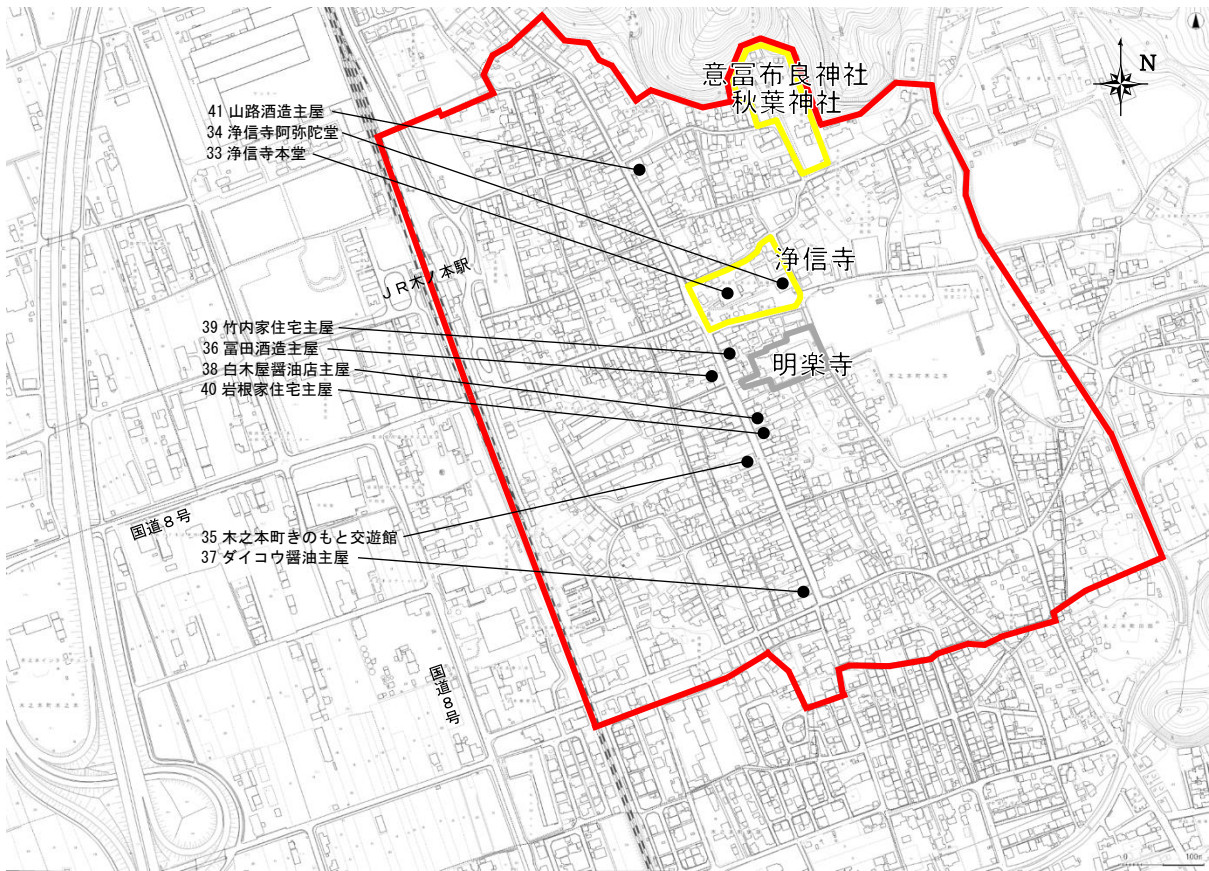 意冨布良神社
秋葉神社
N
41 山路酒造主屋
34 浄信寺阿弥陀堂
33 浄信寺本堂
浄信寺
JR木ノ本駅
39 竹内家住宅主屋
36 冨田酒造主屋
38 白木屋醤油店主屋
40 岩根家住宅主屋
明楽寺
国道8号
35 木之本町きのもと交遊館
37 ダイコウ醤油主屋
国道8号
0 100m